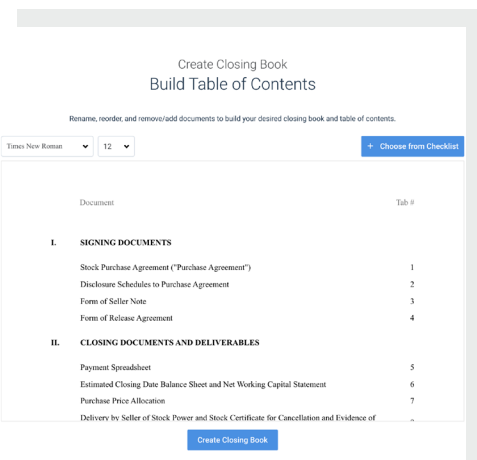 Create Closing Book
Build Table of Contents
Rename, reorder, and remove/add documents to build your desired closing book and table of contents.
Times New Roman 12 + Choose from Checklist
Document Tab #
I. SIGNING DOCUMENTS
Stock Purchase Agreement ("Purchase Agreement") 1
Disclosure Schedules to Purchase Agreement 2
Form of Seller Note 3
Form of Release Agreement 4
II. CLOSING DOCUMENTS AND DELIVERABLES
Payment Spreadsheet 5
Estimated Closing Date Balance Sheet and Net Working Capital Statement 6
Purchase Price Allocation 7
Delivery by Seller of Stock Power and Stock Certificate for Cancellation and Evidence of
Create Closing Book